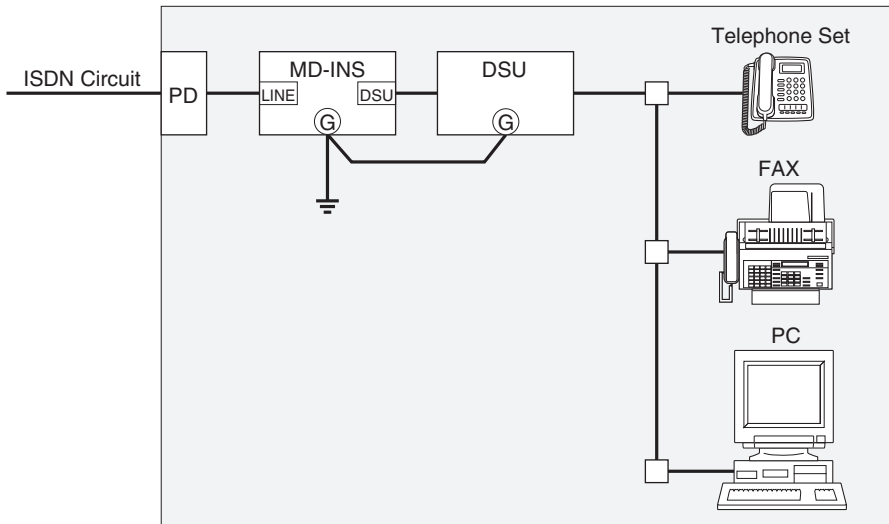 Telephone Set
ISDN Circuit
PD
MD-INS
LINE
DSU
G
DSU
G
FAX
PC